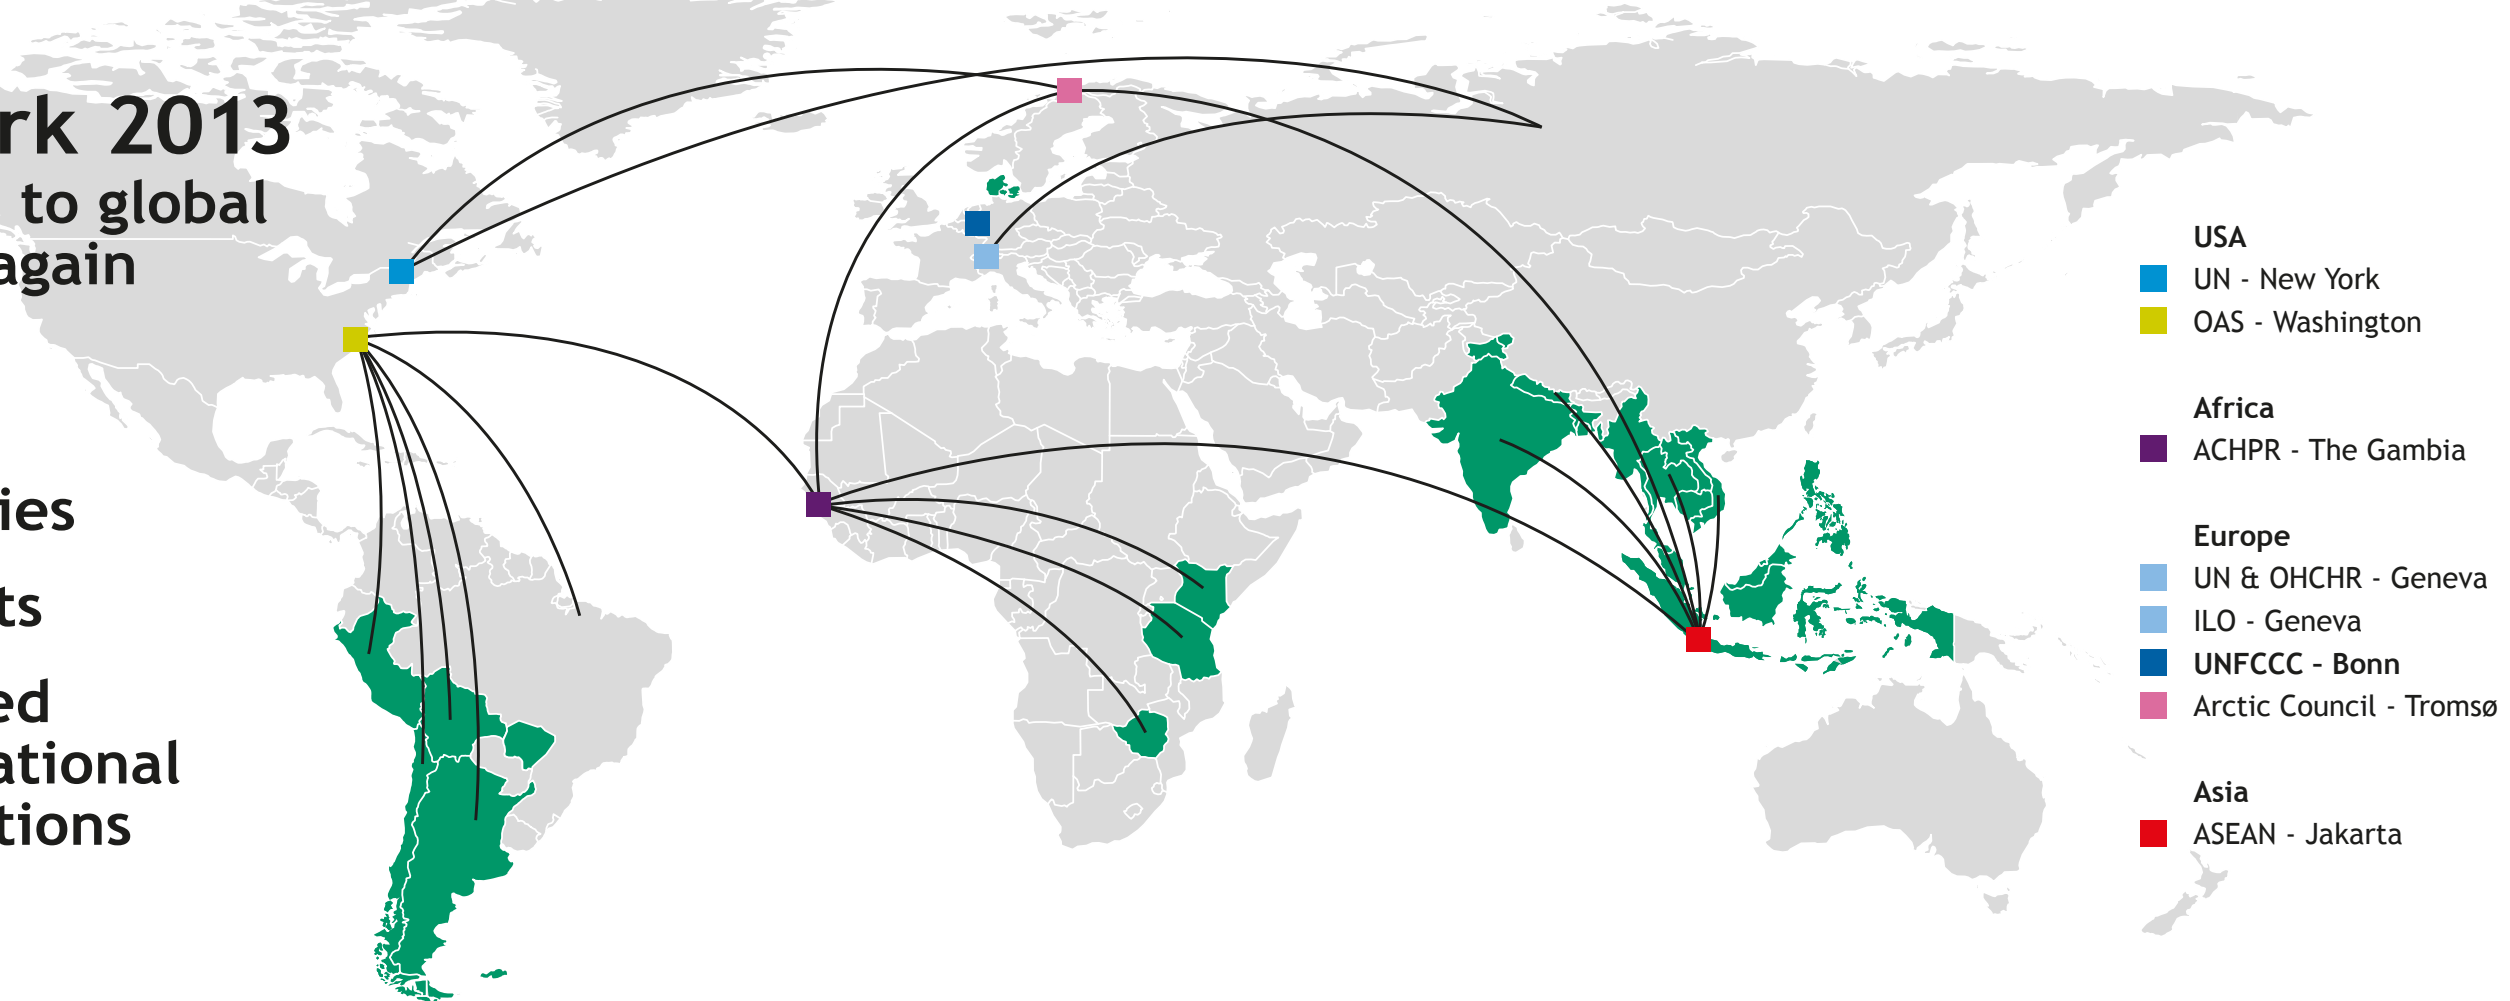 rk 2013
to global
again
ies
ts
ed
ational
tions
USA
UN - New York
OAS - Washington
Africa
ACHPR - The Gambia
Europe
UN & OHCHR - Geneva
ILO - Geneva
UNFCCC – Bonn
Arctic Council - Tromsø
Asia
ASEAN - Jakarta